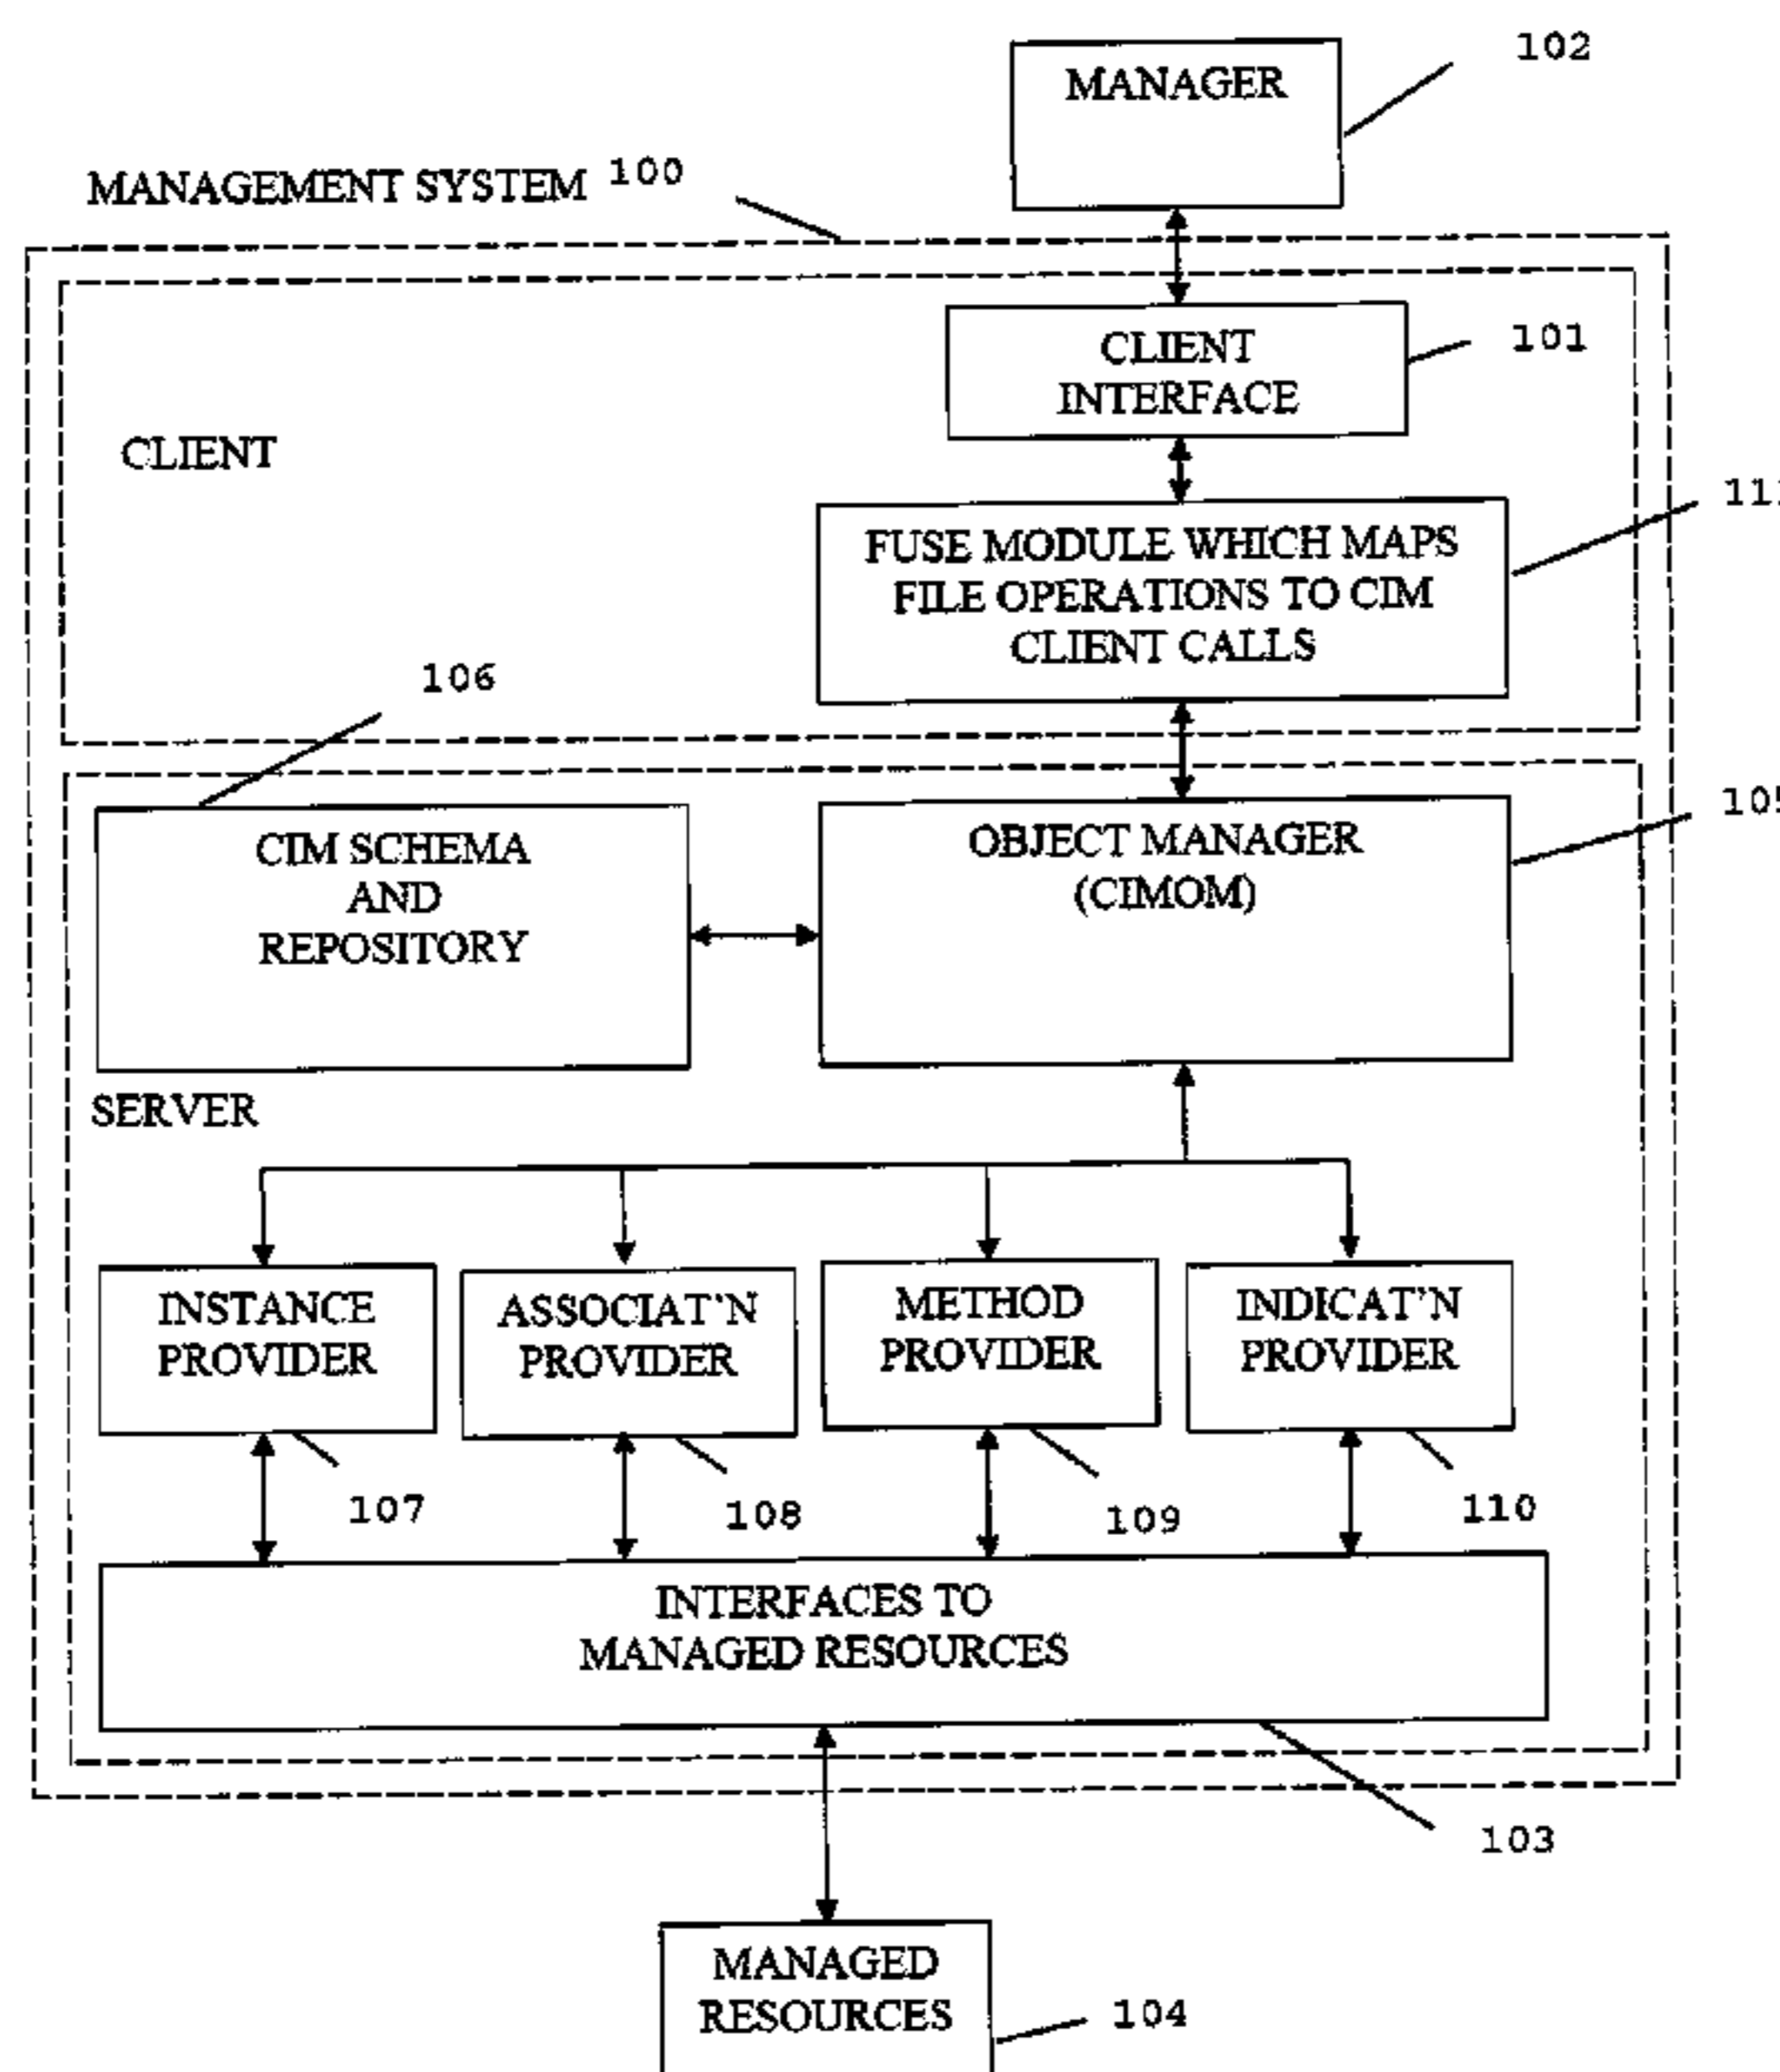 102
MANAGER
MANAGEMENT SYSTEM 100
CLIENT
INTERFACE
101
CLIENT
FUSE MODULE WHICH MAPS
FILE OPERATIONS TO CIM
CLIENT CALLS
111
106
CIM SCHEMA
AND
REPOSITORY
OBJECT MANAGER
(CIMOM)
105
SERVER
INSTANCE
PROVIDER
ASSOCIAT'N
PROVIDER
METHOD
PROVIDER
INDICAT'N
PROVIDER
107
108
109
110
INTERFACES TO
MANAGED RESOURCES
103
MANAGED
RESOURCES
104